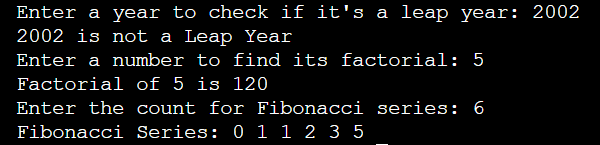 Enter a year to check if it's a leap year: 2002
2002 is not a Leap Year
Enter a number to find its factorial: 5
Factorial of 5 is 120
Enter the count for Fibonacci series: 6
Fibonacci Series: 0 1 1 2 3 5